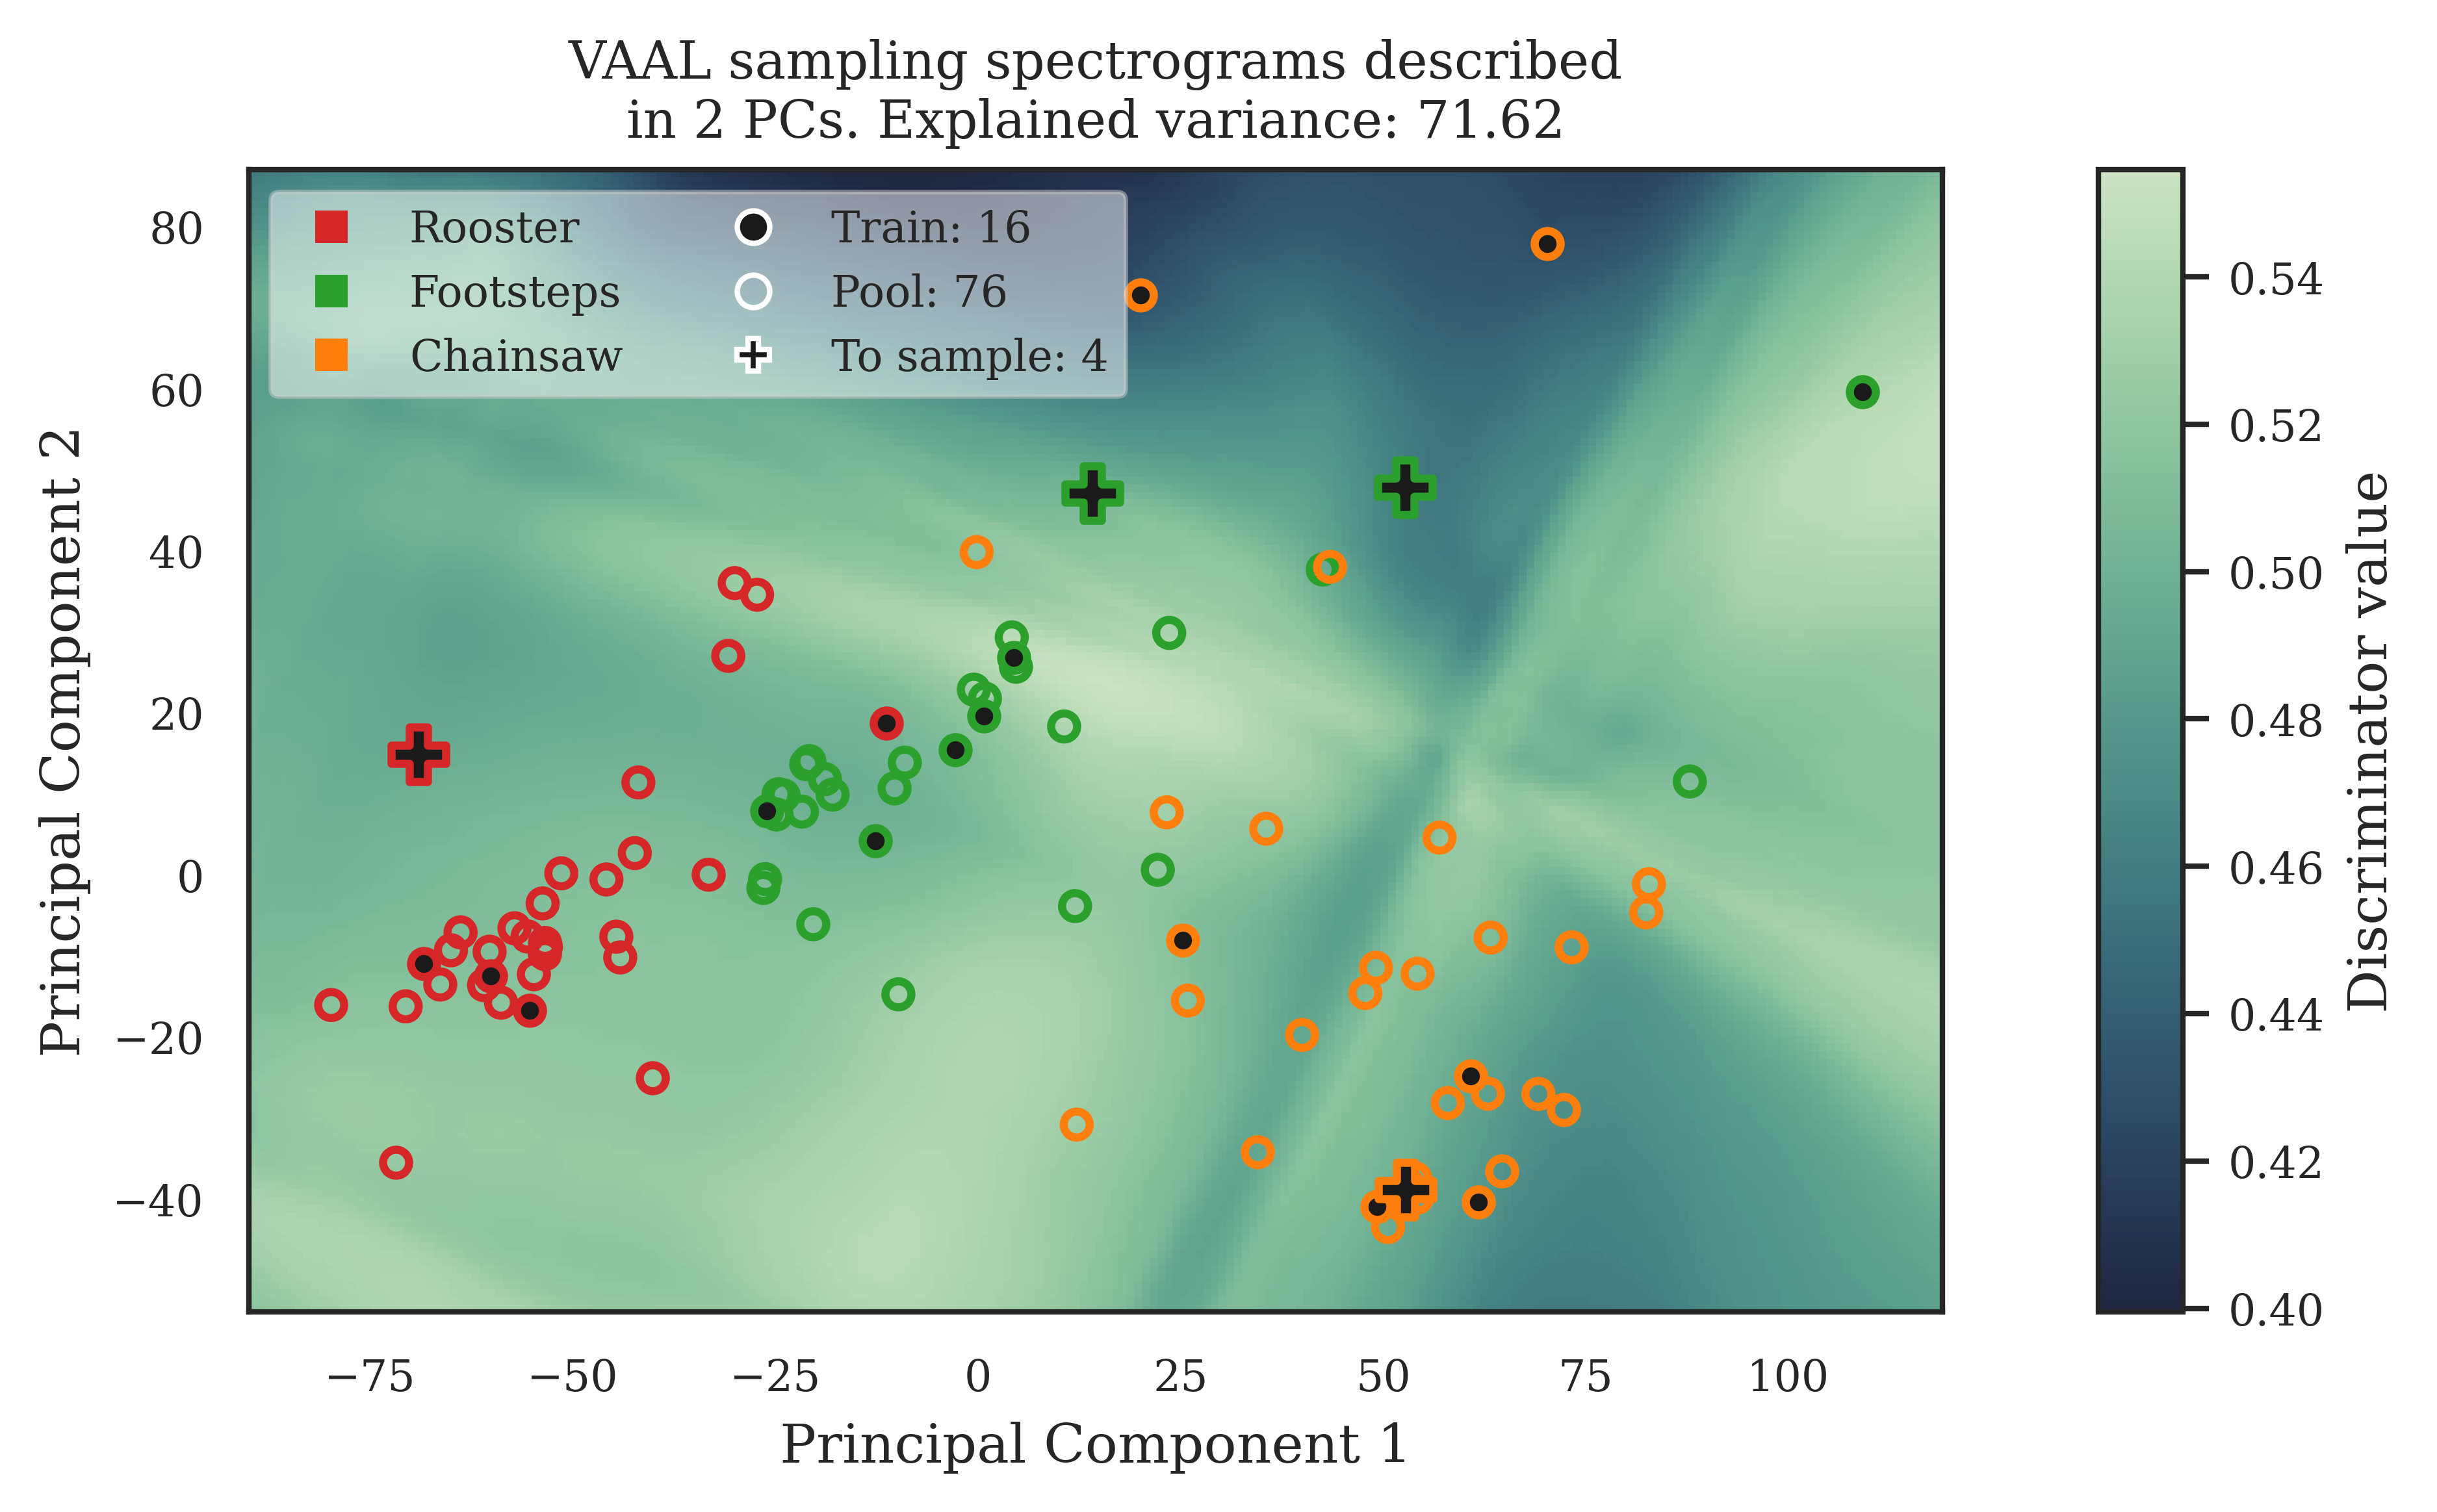 VAAL sampling spectrograms described
in 2 PCs. Explained variance: 71.62
Rooster
Footsteps
Chainsaw
Train: 16
Pool: 76
To sample: 4
80
60
40
20
0
−20
−40
Principal Component 2
−75
−50
−25
0
25
50
75
100
Principal Component 1
0.54
0.52
0.50
0.48
0.46
0.44
0.42
0.40
Discriminator value